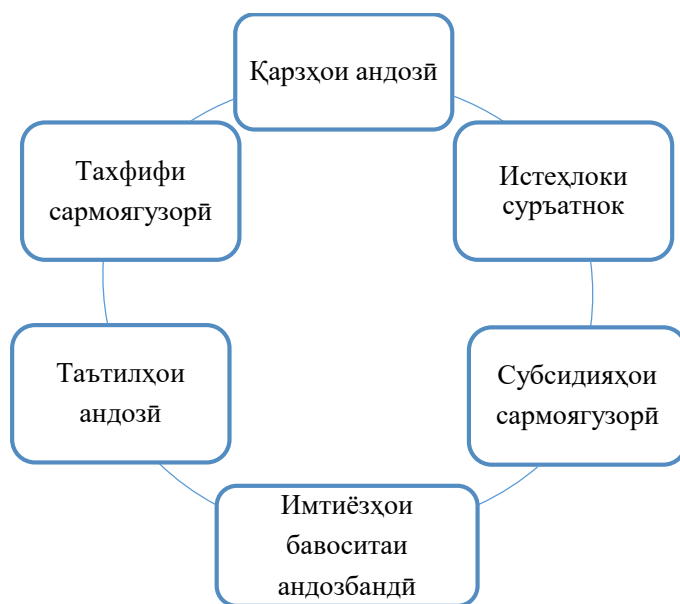 Қарзҳои андозӣ
Истеҳлоки
суръатнок
Субсидияҳои
сармоягузорӣ
Имтиёзҳои
бавоситаи
андозбандӣ
Таътилҳои
андозӣ
Тахфифи
сармоягузорӣ